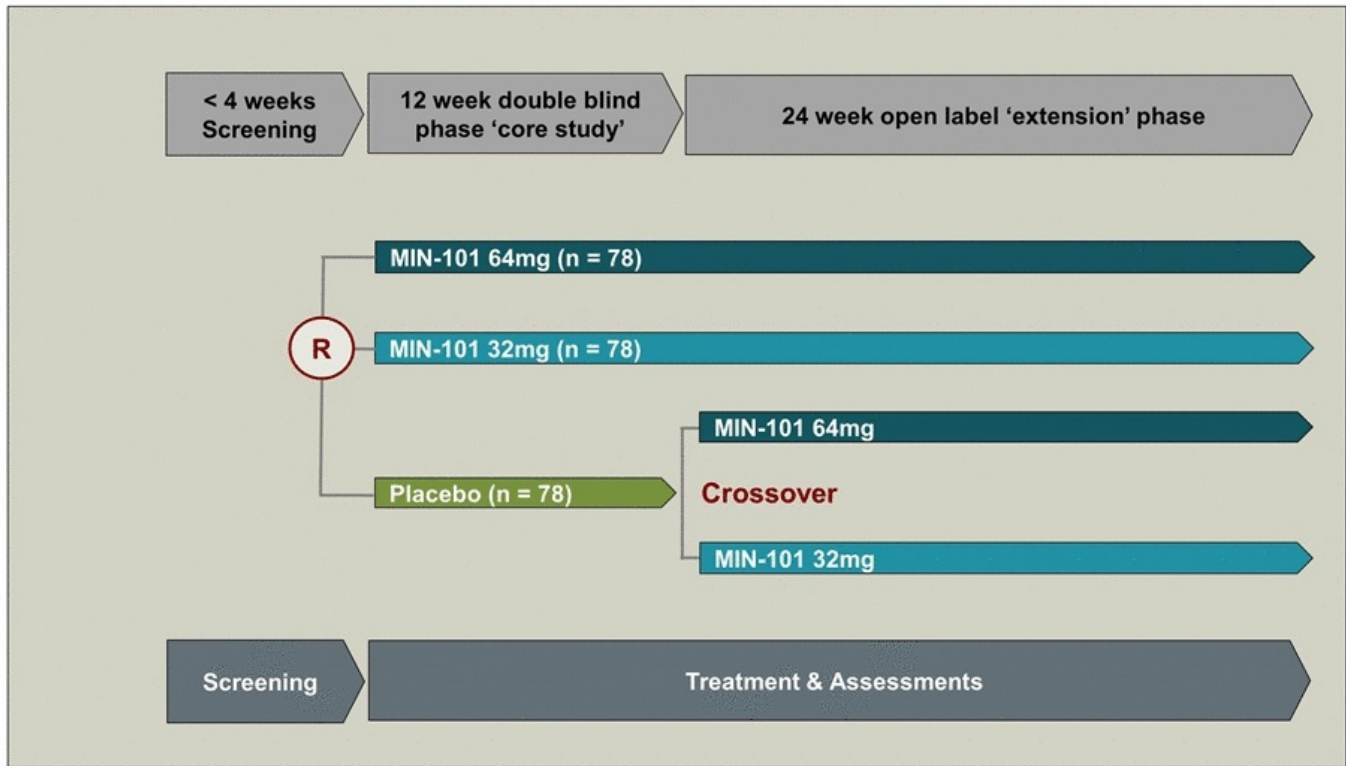 < 4 weeks
Screening
12 week double blind
phase ‘core study’
24 week open label ‘extension’ phase
MIN-101 64mg (n = 78)
R
MIN-101 32mg (n = 78)
MIN-101 64mg
Placebo (n = 78)
Crossover
MIN-101 32mg
Screening
Treatment & Assessments